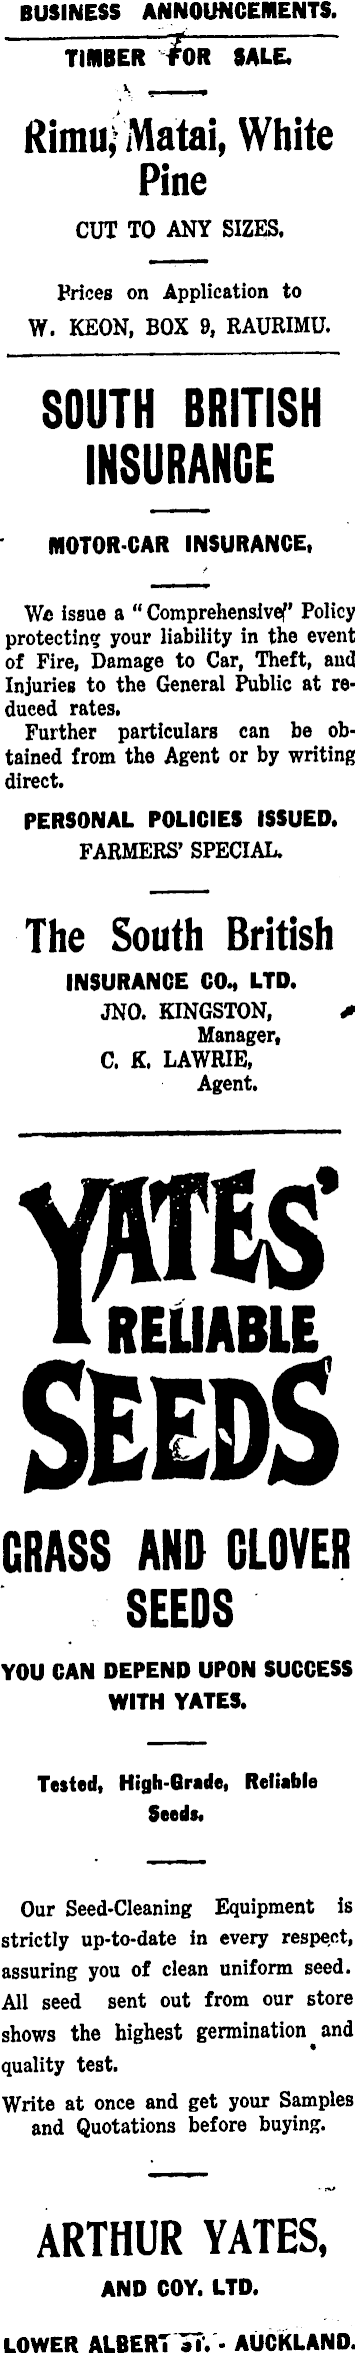 BUSINESS ANNOUNCEMENTS.
TIMBER FOR SALE.
Rimu, Matai, White
Pine
CUT TO ANY SIZES.
Prices on Application to
W. KEON, BOX 9, RAURIMU.
SOUTH BRITISH
INSURANCE
MOTOR-CAR INSURANCE,
We issue a "Comprehensive" Policy
protecting your liability in the event
of Fire, Damage to Car, Theft, and
Injuries to the General Public at re-
duced rates.
Further particulars can be ob-
tained from the Agent or by writing
direct.
PERSONAL POLICIES ISSUED.
FARMERS' SPECIAL.
The South British
INSURANCE CO., LTD.
JNO. KINGSTON,
Manager,
C. K. LAWRIE,
Agent.
YATES'
RELIABLE
SEEDS
GRASS AND CLOVER
SEEDS
YOU CAN DEPEND UPON SUCCESS
WITH YATES.
Tested, High-Grade, Reliable
Seeds.
Our Seed-Cleaning Equipment is
strictly up-to-date in every respect,
assuring you of clean uniform seed.
All seed sent out from our store
shows the highest germination and
quality test.
Write at once and get your Samples
and Quotations before buying.
ARTHUR YATES,
AND COY. LTD.
LOWER ALBERT ST. - AUCKLAND.